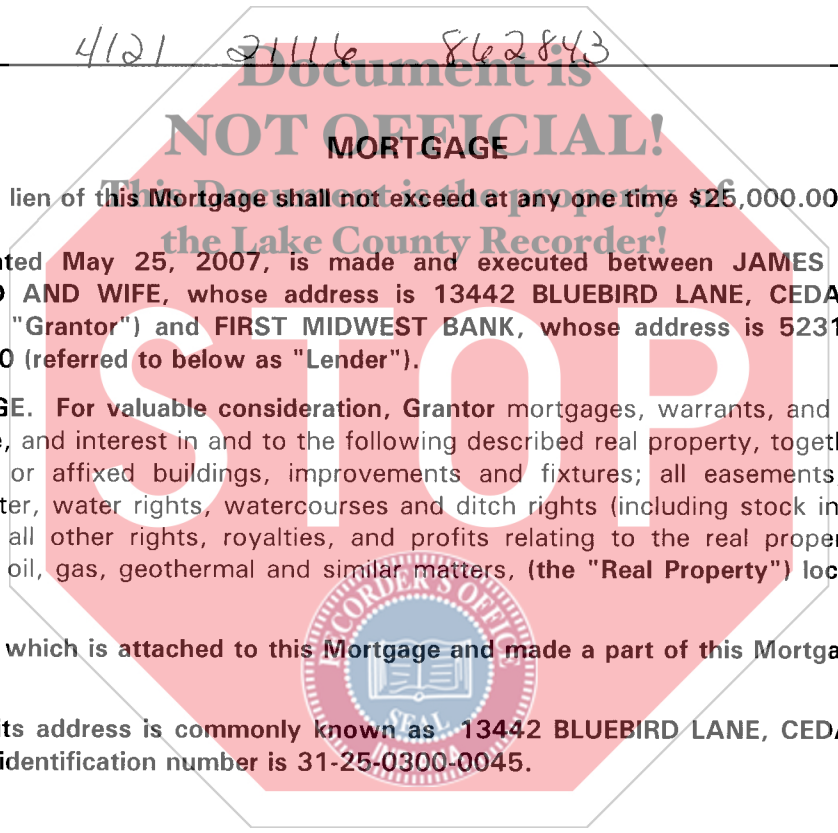 4121 21116 862843
Document is
NOT OFFICIAL!
MORTGAGE
This Document is the property of
lien of this Mortgage shall not exceed at any one time $25,000.00
the Lake County Recorder!
ated May 25, 2007, is made and executed between JAMES
D AND WIFE, whose address is 13442 BLUEBIRD LANE, CEDA
"Grantor") and FIRST MIDWEST BANK, whose address is 5231
0 (referred to below as "Lender").
GE. For valuable consideration, Grantor mortgages, warrants, and
e, and interest in and to the following described real property, togeth
or affixed buildings, improvements and fixtures; all easements
ter, water rights, watercourses and ditch rights (including stock in
all other rights, royalties, and profits relating to the real proper
oil, gas, geothermal and similar matters, (the "Real Property") loc
STOP
which is attached to this Mortgage and made a part of this Mortga
RECORDER'S OFFICE
SEAL
INDIANA
its address is commonly known as 13442 BLUEBIRD LANE, CEDA
identification number is 31-25-0300-0045.